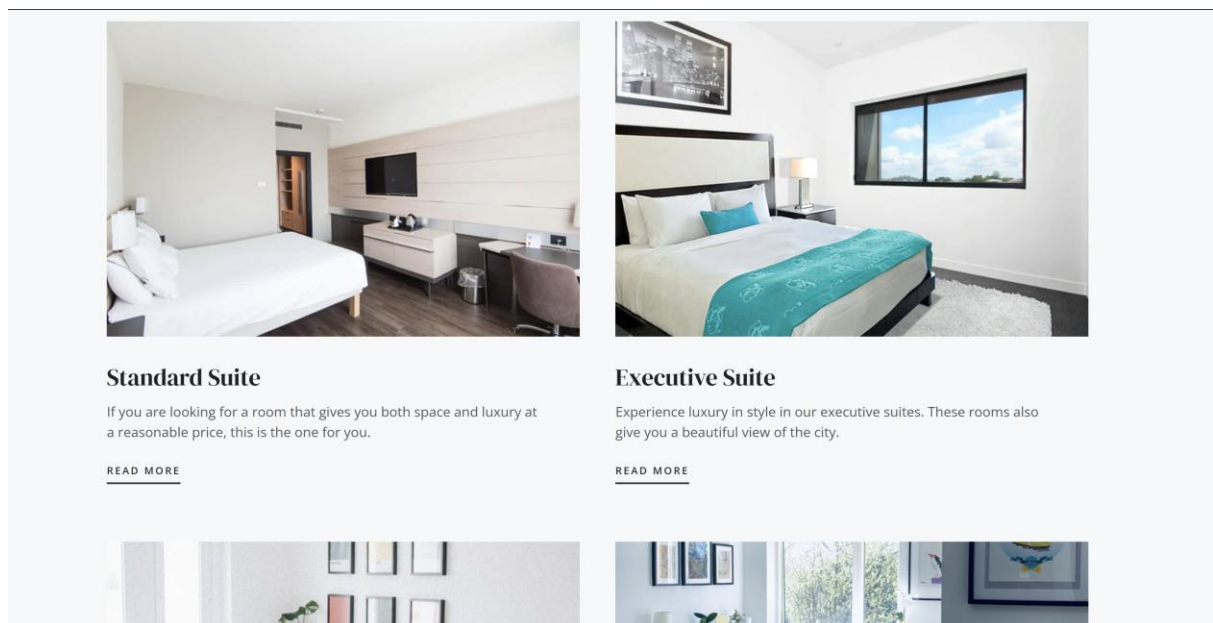 Standard Suite
If you are looking for a room that gives you both space and luxury at
a reasonable price, this is the one for you.
READ MORE
Executive Suite
Experience luxury in style in our executive suites. These rooms also
give you a beautiful view of the city.
READ MORE